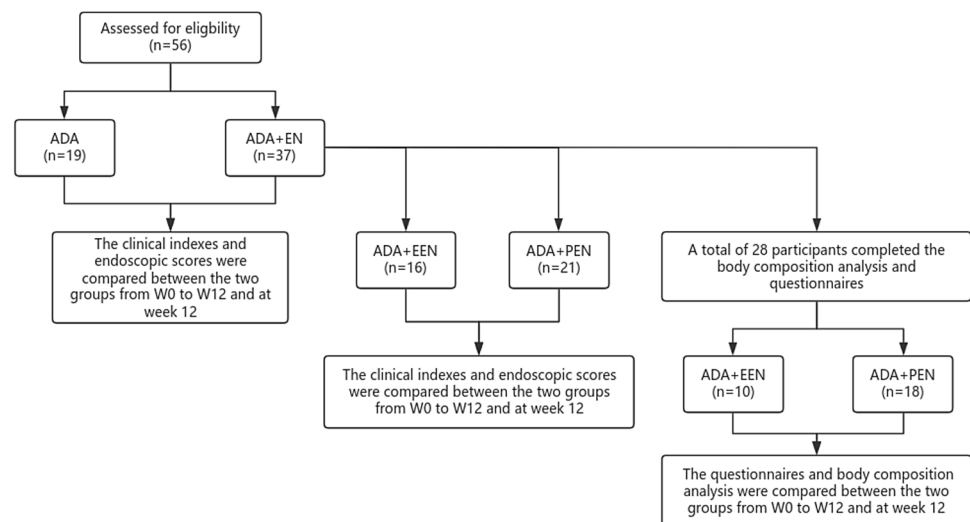 Assessed for eligibility
(n=56)
ADA
(n=19)
ADA+EN
(n=37)
The clinical indexes and
endoscopic scores were
compared between the two
groups from W0 to W12 and at
week 12
ADA+EEN
(n=16)
ADA+PEN
(n=21)
A total of 28 participants completed the
body composition analysis and
questionnaires
The clinical indexes and endoscopic scores
were compared between the two groups
from W0 to W12 and at week 12
ADA+EEN
(n=10)
ADA+PEN
(n=18)
The questionnaires and body composition
analysis were compared between the two
groups from W0 to W12 and at week 12